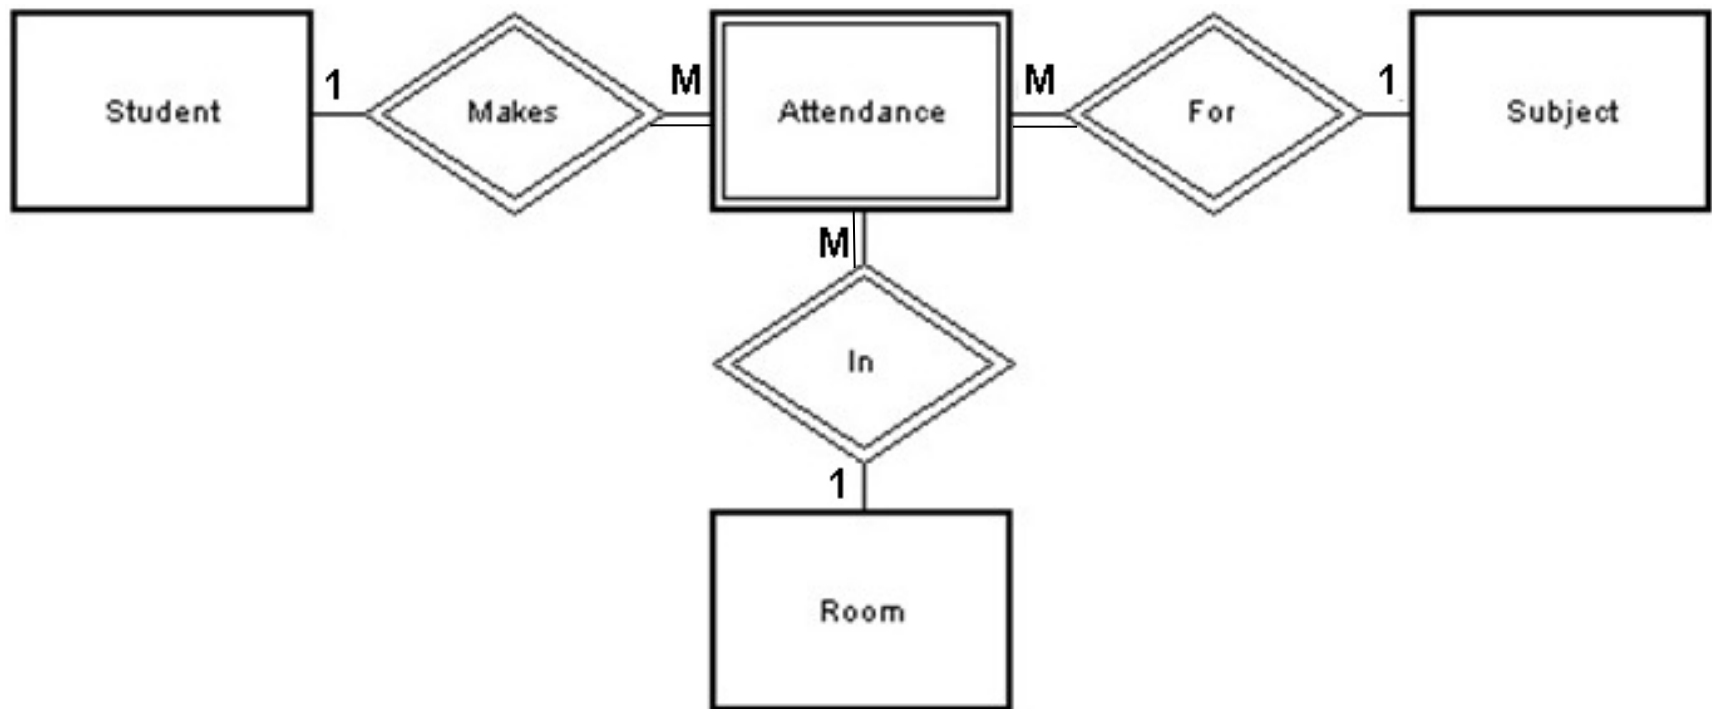 Student
1
Makes
M
Attendance
M
For
1
Subject
M
In
1
Room